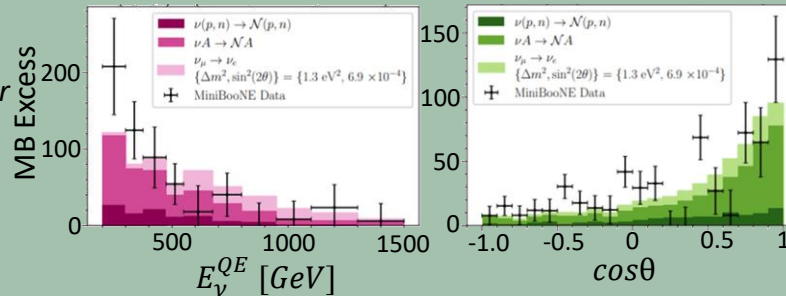 r
MB Excess
200
100
0
ν(p, n) → 𝒩(p, n)
νA → 𝒩A
ν_μ → ν_e
{Δm², sin²(2θ)} = {1.3 eV², 6.9 ×10⁻⁴}
MiniBooNE Data
500
1000
1500
E_ν^QE [GeV]
150
100
50
0
ν(p, n) → 𝒩(p, n)
νA → 𝒩A
ν_μ → ν_e
{Δm², sin²(2θ)} = {1.3 eV², 6.9 ×10⁻⁴}
MiniBooNE Data
-1.0
-0.5
0
0.5
1
cosθ